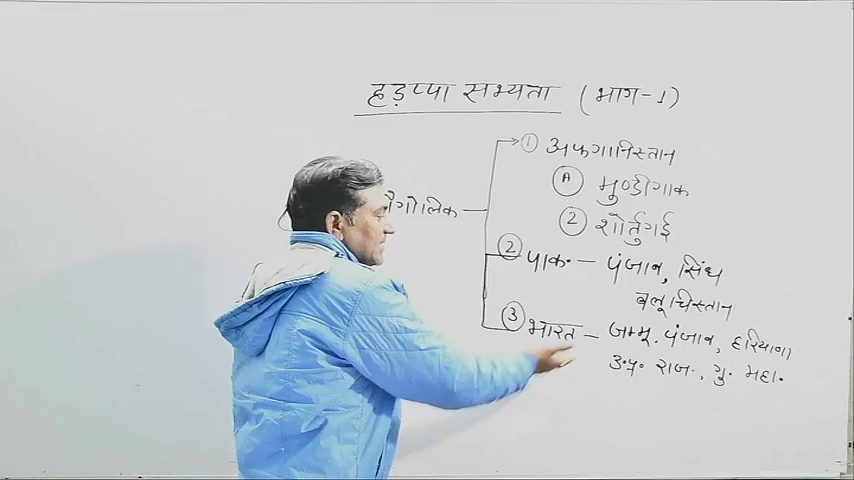 हड़प्पा सभ्यता (भाग-1)
① अफगानिस्तान
Ⓐ मुण्डीगाक
गोलिक
② शोर्तुगई
② पाक. - पंजाब, सिंध
बलूचिस्तान
③ भारत - जम्मू. पंजाब, हरियाणा
उ.प्र. राज., गु. महा.